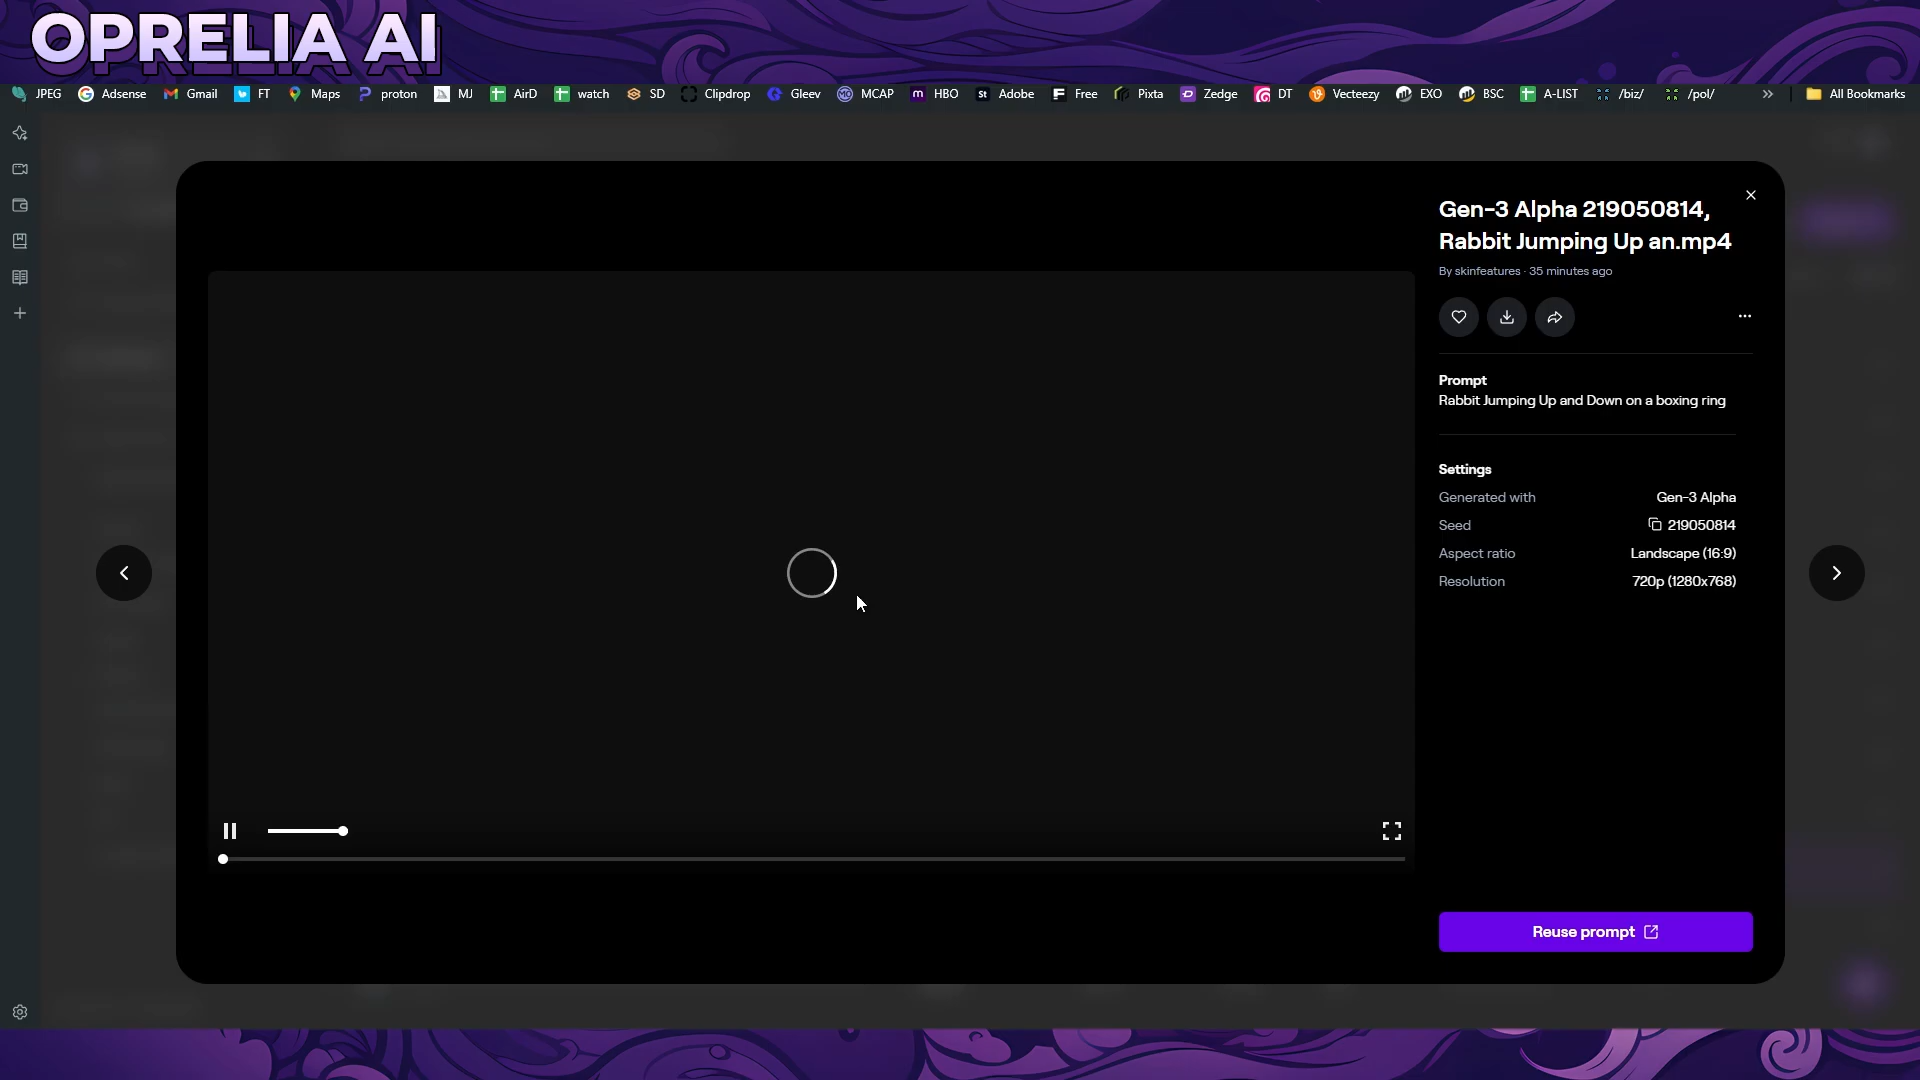 OPRELIA AI
JPEG Adsense Gmail FT Maps proton MJ AirD watch SD Clipdrop Gleev MCAP HBO Adobe Free Pixta Zedge DT Vecteezy EXO BSC A-LIST /biz/ /pol/ All Bookmarks
Gen-3 Alpha 219050814,
Rabbit Jumping Up an.mp4
By skinfeatures · 35 minutes ago
Prompt
Rabbit Jumping Up and Down on a boxing ring
Settings
Generated with Gen-3 Alpha
Seed 219050814
Aspect ratio Landscape (16:9)
Resolution 720p (1280x768)
Reuse prompt